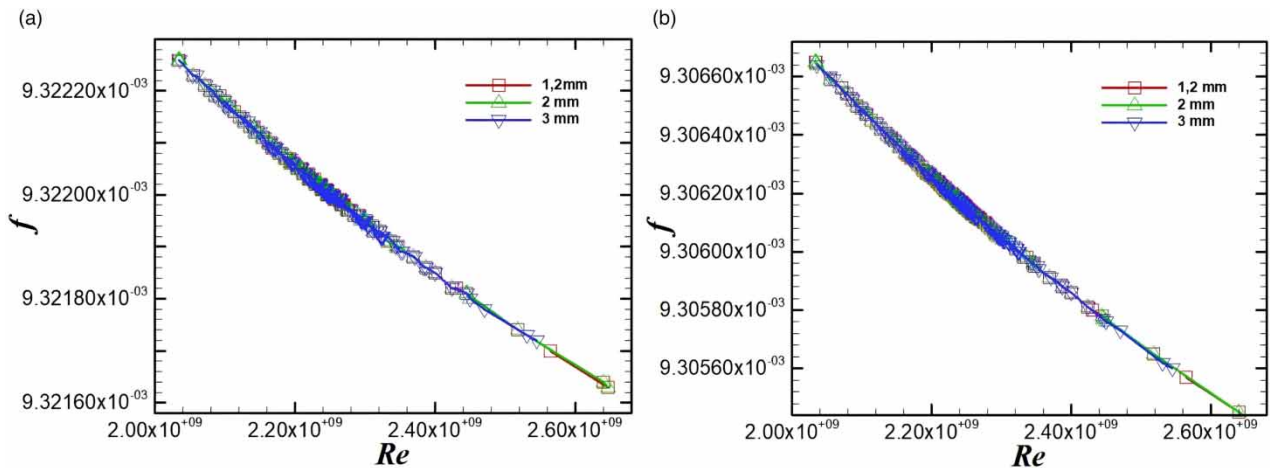 (a)
9.32220x10⁻⁰³
9.32200x10⁻⁰³
9.32190x10⁻⁰³
9.32180x10⁻⁰³
9.32160x10⁻⁰³
f
2.00x10⁺⁰⁹ 2.20x10⁺⁰⁹ 2.40x10⁺⁰⁹ 2.60x10⁺⁰⁹
Re
1,2mm
2 mm
3 mm
(b)
9.30660x10⁻⁰³
9.30640x10⁻⁰³
9.30620x10⁻⁰³
9.30600x10⁻⁰³
9.30580x10⁻⁰³
9.30560x10⁻⁰³
f
2.00x10⁺⁰⁹ 2.20x10⁺⁰⁹ 2.40x10⁺⁰⁹ 2.60x10⁺⁰⁹
Re
1,2 mm
2 mm
3 mm